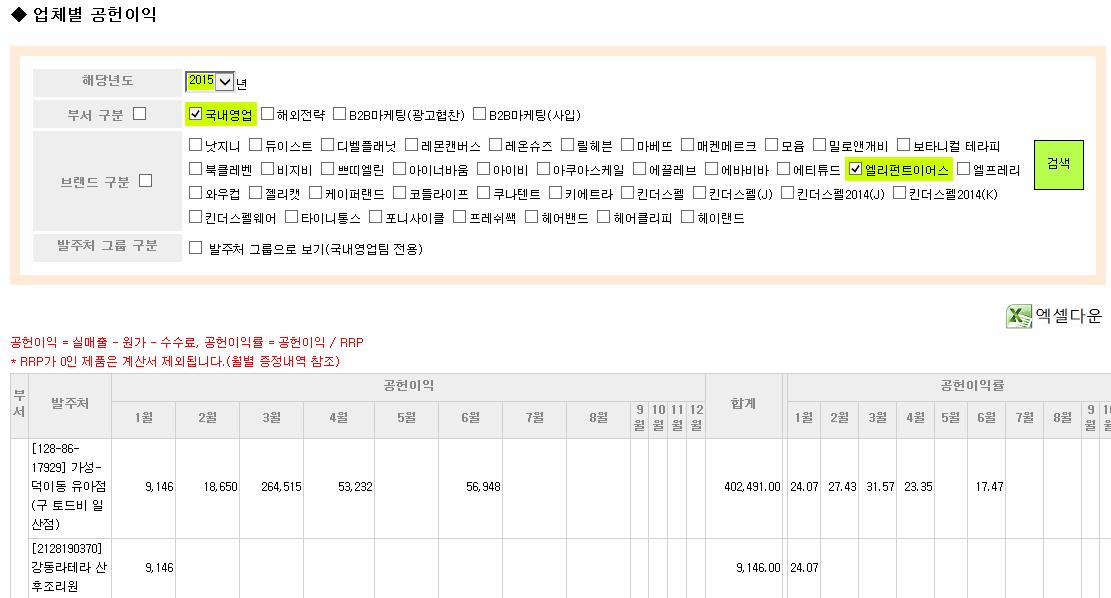 ◆ 업체별 공헌이익
해당년도 2015 년
부서 구분 국내영업 해외전략 B2B마케팅(광고협찬) B2B마케팅(사입)
낫지니 듀이스트 디벨플래닛 레몬캔버스 레온슈즈 릴헤븐 마베뜨 매켄메르크 모윰 밀로앤개비 보타니컬 테라피
브랜드 구분 북클레벤 비지비 쁘띠엘린 아이너바움 아이비 아쿠아스케일 에끌레브 에바비바 에티튜드 엘리펀트이어스 엘프레리 검색
와우컵 젤리캣 케이퍼랜드 코들라이프 쿠나텐트 키에트라 킨더스펠 킨더스펠(J) 킨더스펠2014(J) 킨더스펠2014(K)
킨더스펠웨어 타이니통스 포니사이클 프레쉬쌕 헤어밴드 헤어클리피 헤이랜드
발주처 그룹 구분 발주처 그룹으로 보기(국내영업팀 전용)
엑셀다운
공헌이익 = 실매출 - 원가 - 수수료, 공헌이익률 = 공헌이익 / RRP
* RRP가 0인 제품은 계산서 제외됩니다.(월별 증정내역 참조)
부서 발주처 공헌이익 합계 공헌이익률
1월 2월 3월 4월 5월 6월 7월 8월 9월 10월 11월 12월 1월 2월 3월 4월 5월 6월 7월 8월 9월
[128-86-
17929] 가성-
덕이동 유아점 9,146 18,650 264,515 53,232 56,948 402,491.00 24.07 27.43 31.57 23.35 17.47
(구 토드비 일
산점)
[2128190370]
강동라테라 산 9,146 9,146.00 24.07
후조리원